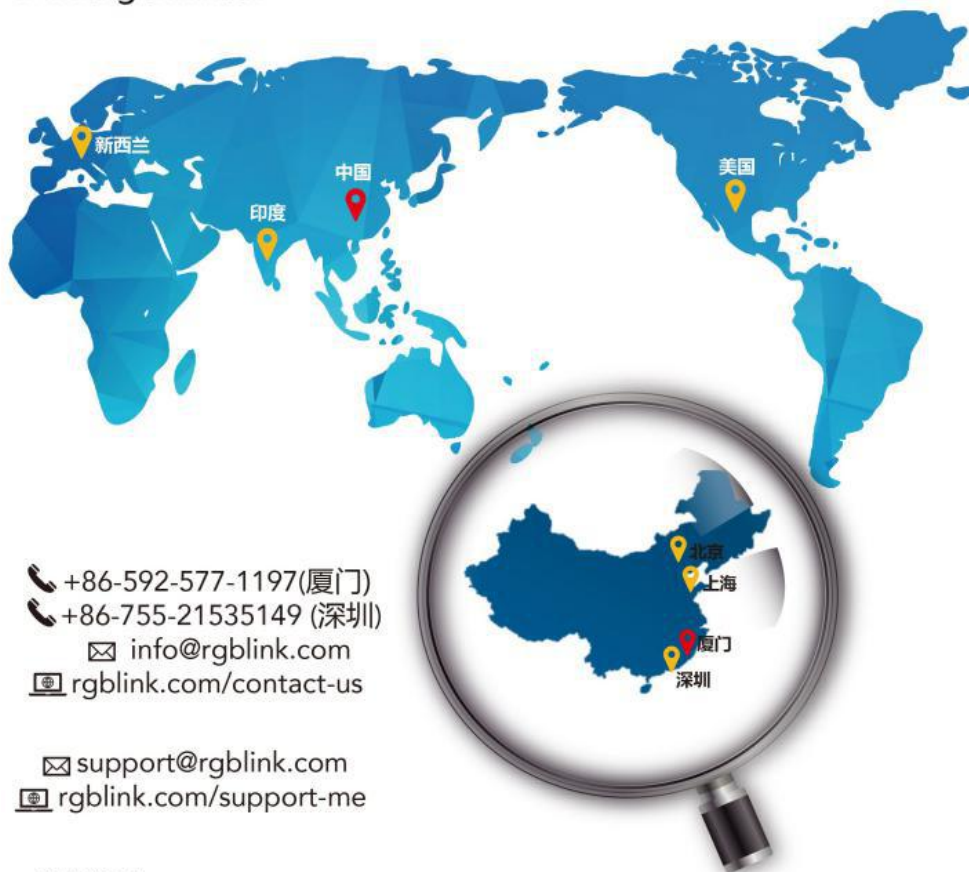 新西兰
中国
美国
印度
北京
上海
厦门
深圳
+86-592-577-1197(厦门)
+86-755-21535149 (深圳)
info@rgblink.com
rgblink.com/contact-us
support@rgblink.com
rgblink.com/support-me